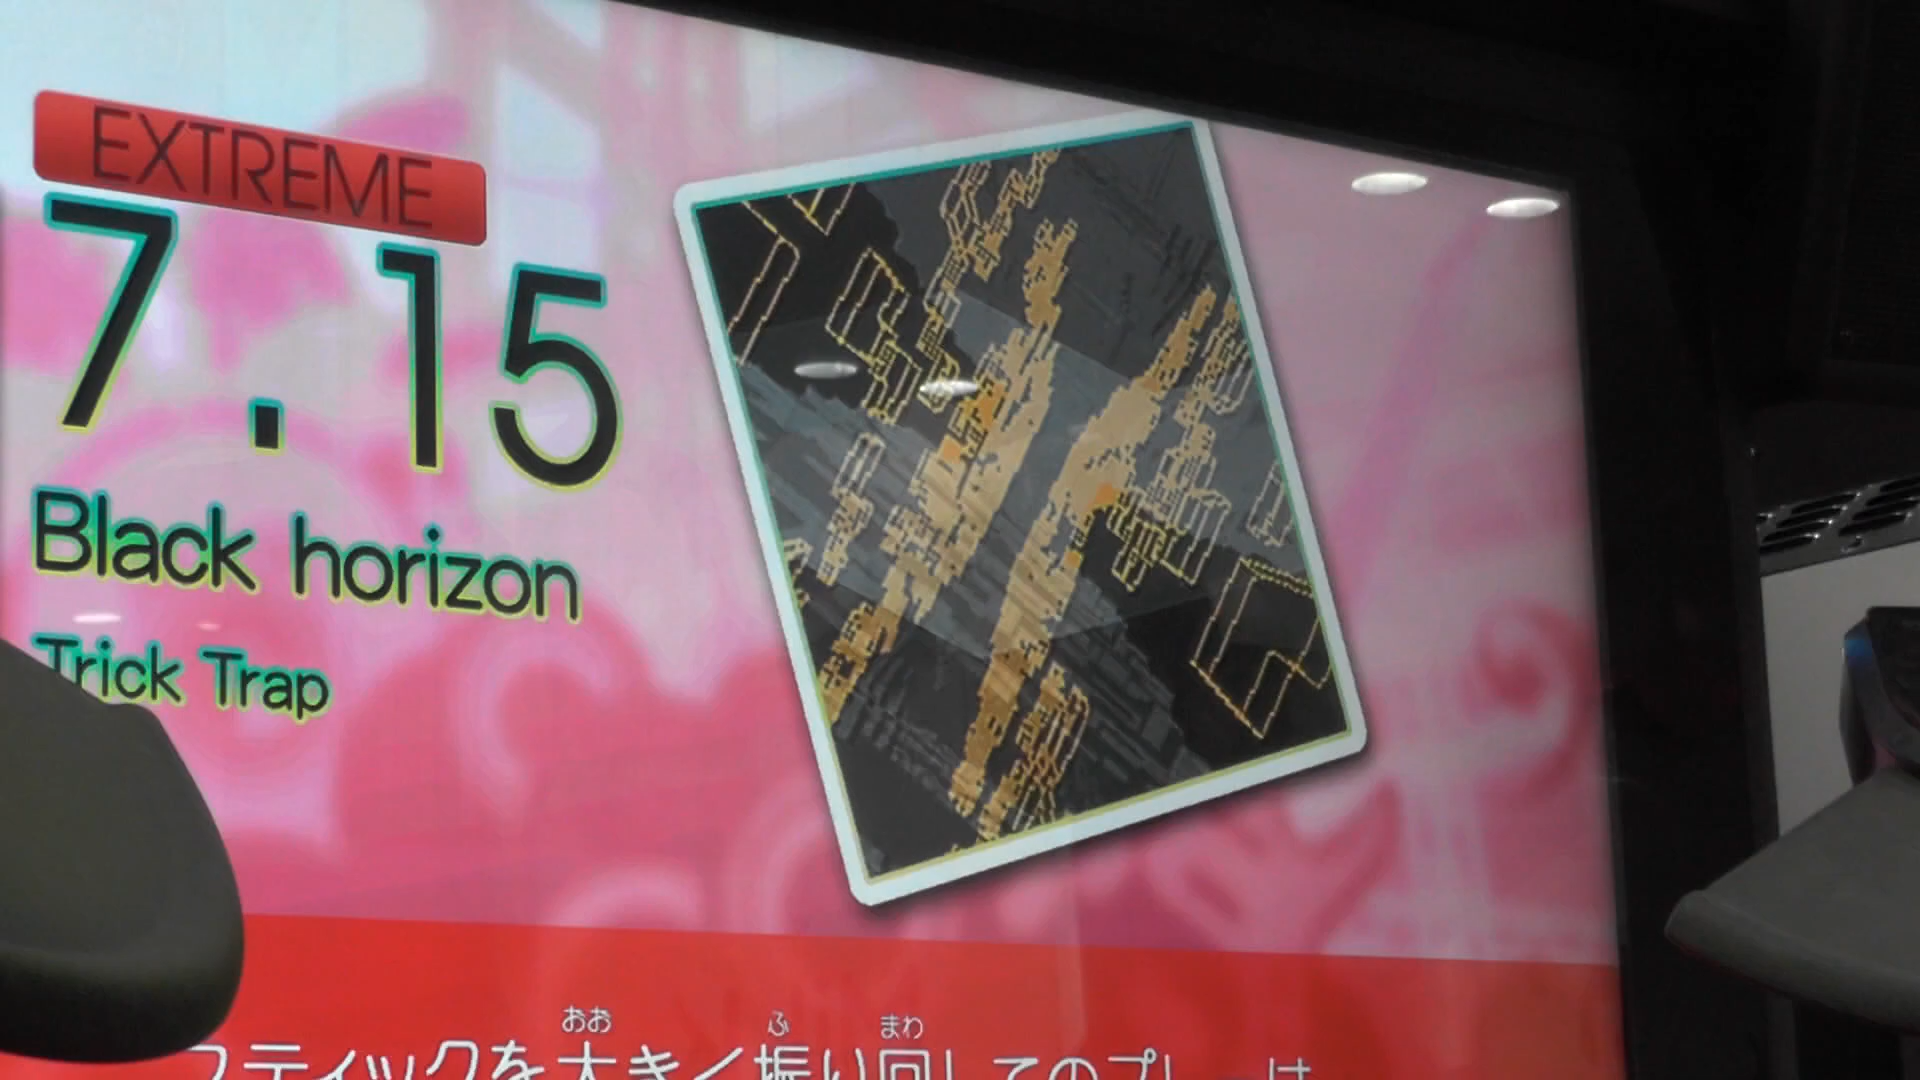 EXTREME
7.15
Black horizon
Trick Trap
おお ふ まわ
スティックを大きく振り回してのプレーは